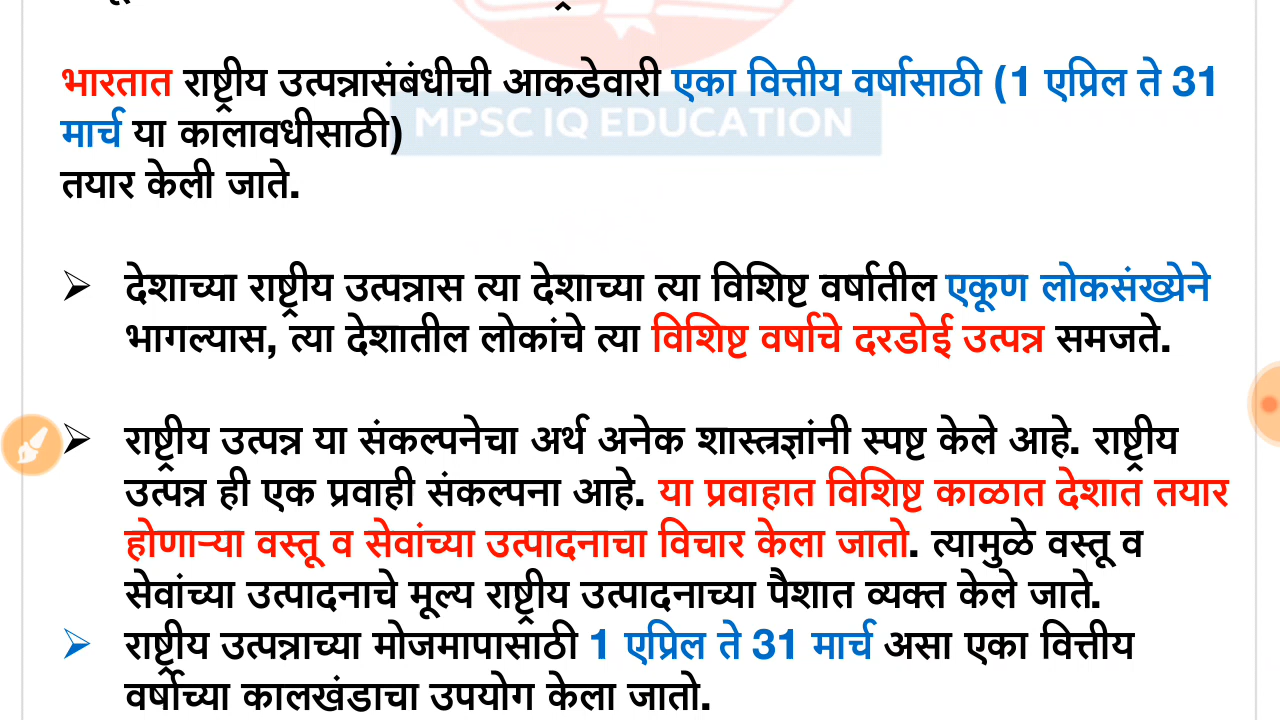 भारतात राष्ट्रीय उत्पन्नासंबंधीची आकडेवारी एका वित्तीय वर्षासाठी (1 एप्रिल ते 31
मार्च या कालावधीसाठी)
MPSC IQ EDUCATION
तयार केली जाते.
➢ देशाच्या राष्ट्रीय उत्पन्नास त्या देशाच्या त्या विशिष्ट वर्षातील एकूण लोकसंख्येने
भागल्यास, त्या देशातील लोकांचे त्या विशिष्ट वर्षाचे दरडोई उत्पन्न समजते.
➢ राष्ट्रीय उत्पन्न या संकल्पनेचा अर्थ अनेक शास्त्रज्ञांनी स्पष्ट केले आहे. राष्ट्रीय
उत्पन्न ही एक प्रवाही संकल्पना आहे. या प्रवाहात विशिष्ट काळात देशात तयार
होणाऱ्या वस्तू व सेवांच्या उत्पादनाचा विचार केला जातो. त्यामुळे वस्तू व
सेवांच्या उत्पादनाचे मूल्य राष्ट्रीय उत्पादनाच्या पैशात व्यक्त केले जाते.
➢ राष्ट्रीय उत्पन्नाच्या मोजमापासाठी 1 एप्रिल ते 31 मार्च असा एका वित्तीय
वर्षाच्या कालखंडाचा उपयोग केला जातो.